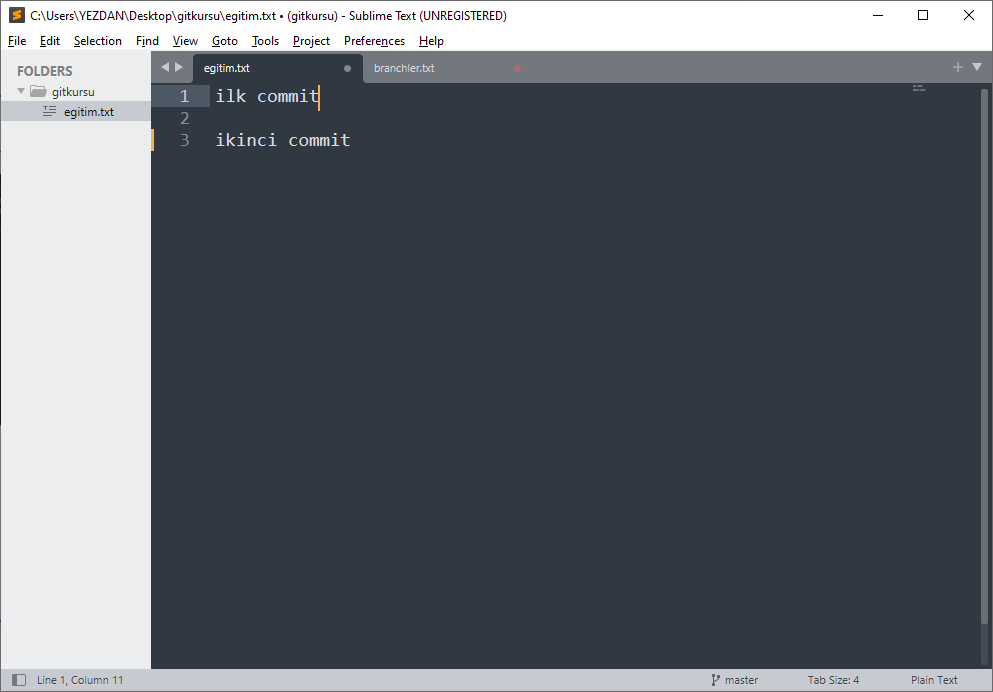 C:\Users\YEZDAN\Desktop\gitkursu\egitim.txt • (gitkursu) - Sublime Text (UNREGISTERED)
File Edit Selection Find View Goto Tools Project Preferences Help
FOLDERS
gitkursu
egitim.txt
egitim.txt branchler.txt
1 ilk commit
2
3 ikinci commit
Line 1, Column 11 master Tab Size: 4 Plain Text